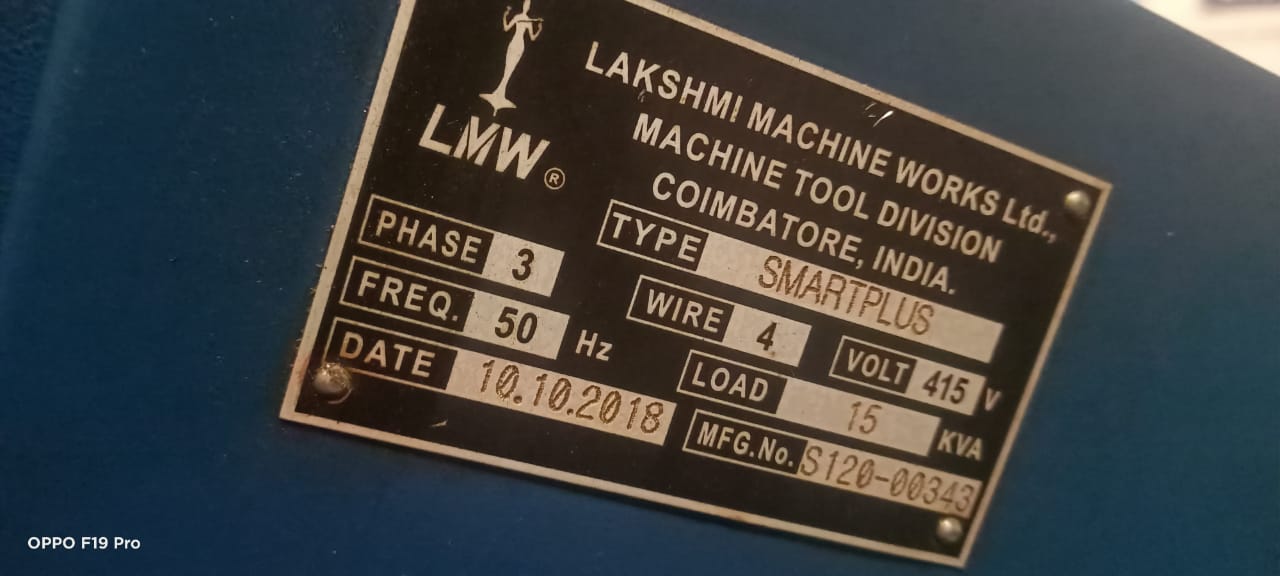 LMW®
LAKSHMI MACHINE WORKS Ltd.,
MACHINE TOOL DIVISION
COIMBATORE, INDIA.
PHASE 3 TYPE SMARTPLUS
FREQ. 50 Hz WIRE 4 VOLT 415 V
DATE 10.10.2018 LOAD 15 KVA
MFG.No. S120-00343
OPPO F19 Pro